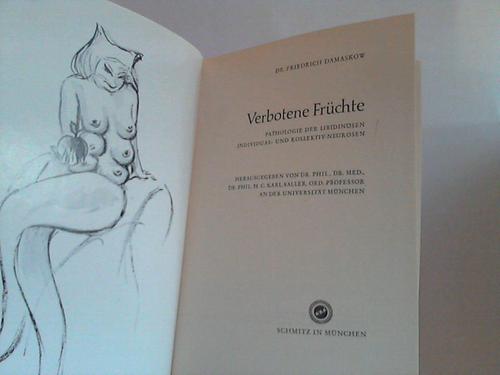 DR. FRIEDRICH DAMASKOW
Verbotene Früchte
PATHOLOGIE DER LIBIDINÖSEN
INDIVIDUAL- UND KOLLEKTIV-NEUROSEN
HERAUSGEGEBEN VON DR. PHIL., DR. MED.,
DR. PHIL. H. C. KARL SALLER, ORD. PROFESSOR
AN DER UNIVERSITÄT MÜNCHEN
SCHMITZ IN MÜNCHEN